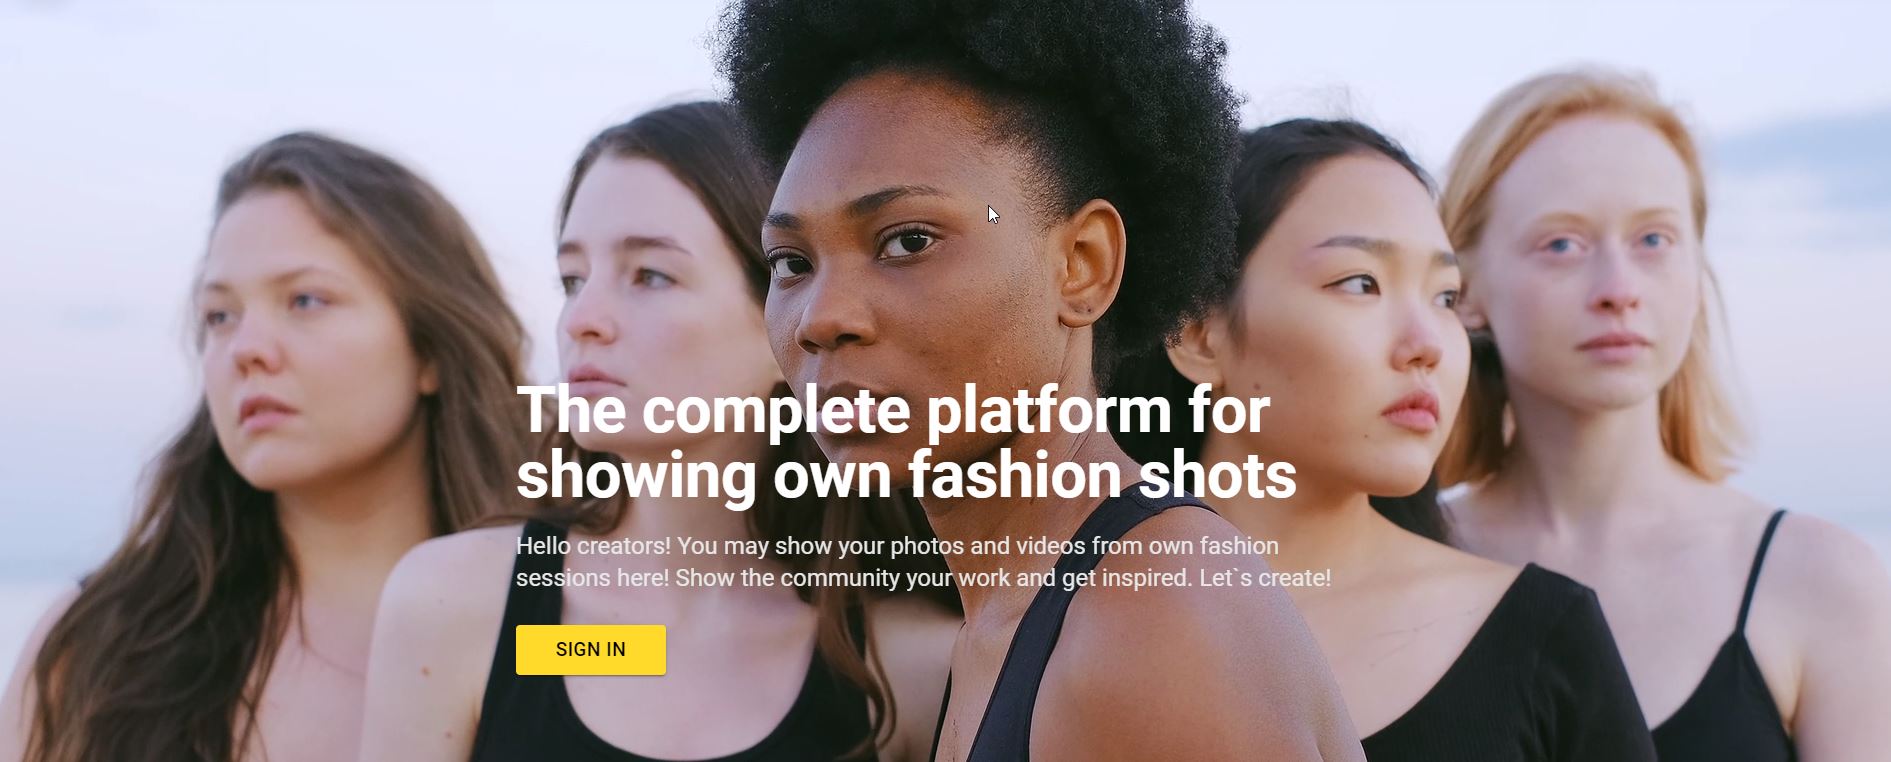 The complete platform for
showing own fashion shots
Hello creators! You may show your photos and videos from own fashion
sessions here! Show the community your work and get inspired. Let`s create!
SIGN IN